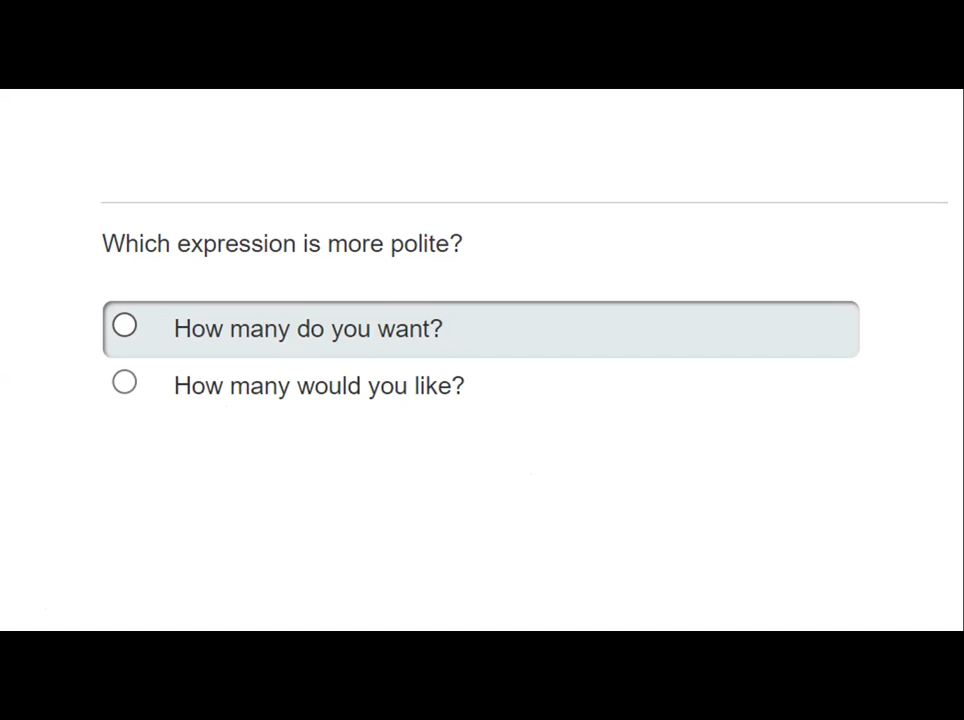 Which expression is more polite?
How many do you want?
How many would you like?